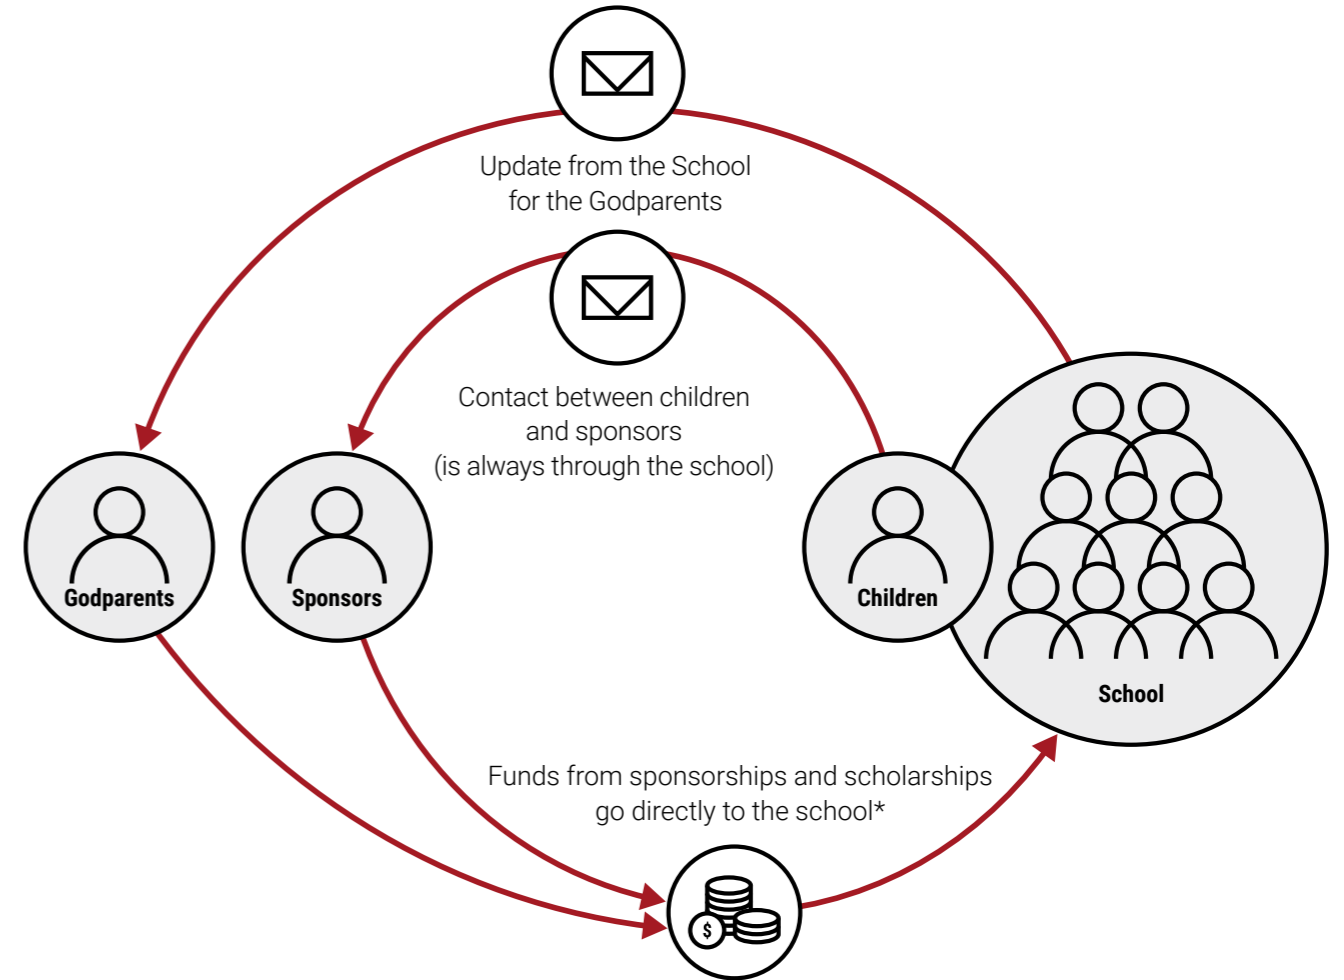 Update from the School
for the Godparents
Contact between children
and sponsors
(is always through the school)
Godparents
Sponsors
Children
School
Funds from sponsorships and scholarships
go directly to the school*
$